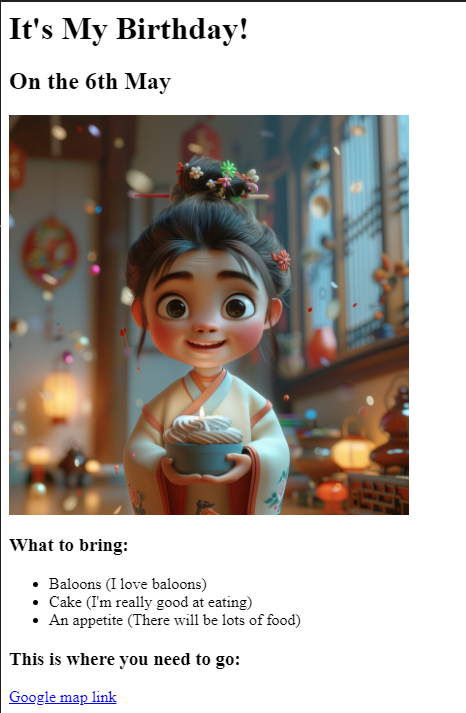 It's My Birthday!
On the 6th May
What to bring:
Baloons (I love baloons)
Cake (I'm really good at eating)
An appetite (There will be lots of food)
This is where you need to go:
Google map link